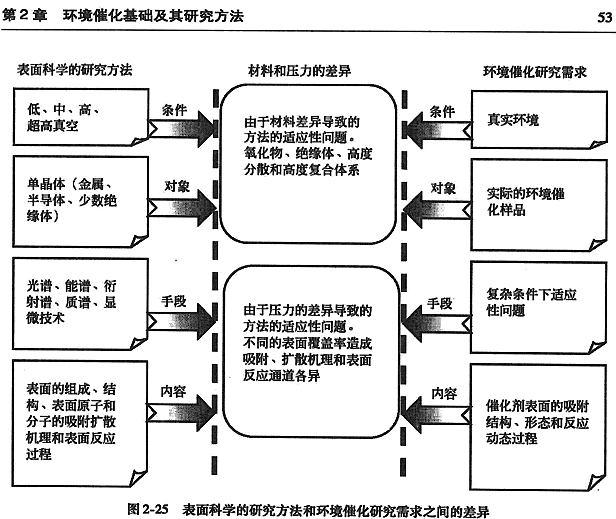 第2章 环境催化基础及其研究方法 53
表面科学的研究方法
低、中、高、
超高真空
条件
单晶体（金属、
半导体、少数绝
缘体）
对象
光谱、能谱、衍
射谱、质谱、显
微技术
手段
表面的组成、结
构、表面原子和
分子的吸附扩散
机理和表面反应
过程
内容
材料和压力的差异
由于材料差异导致的
方法的适应性问题。
氧化物、绝缘体、高度
分散和高度复合体系
由于压力的差异导致的
方法的适应性问题。
不同的表面覆盖率造成
吸附、扩散机理和表面
反应通道各异
环境催化研究需求
条件
真实环境
对象
实际的环境催
化样品
手段
复杂条件下适应
性问题
内容
催化剂表面的吸附
结构、形态和反应
动态过程
图2-25 表面科学的研究方法和环境催化研究需求之间的差异